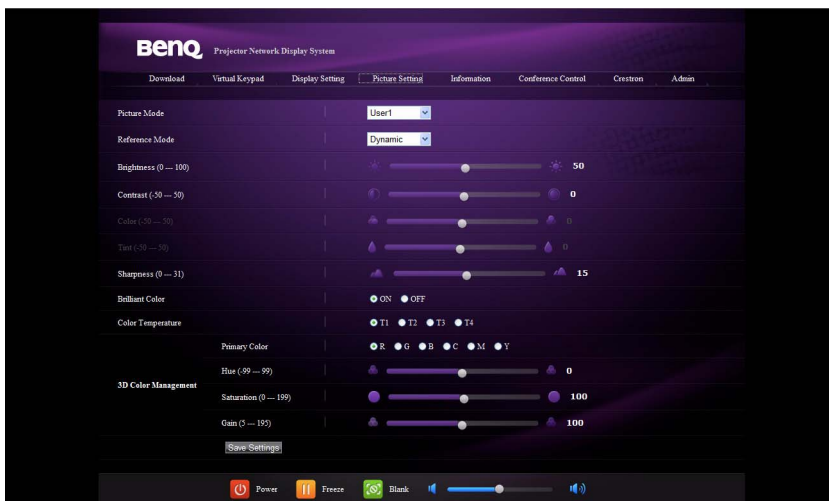 BenQ Projector Network Display System
Download Virtual Keypad Display Setting Picture Setting Information Conference Control Crestron Admin
Picture Mode User1
Reference Mode Dynamic
Brightness (0 --- 100) 50
Contrast (-50 --- 50) 0
Color (-50 --- 50) 0
Tint (-50 --- 50) 0
Sharpness (0 --- 31) 15
Brilliant Color ON OFF
Color Temperature T1 T2 T3 T4
Primary Color R G B C M Y
Hue (-99 --- 99) 0
3D Color Management
Saturation (0 --- 199) 100
Gain (5 --- 195) 100
Save Settings
Power Freeze Blank